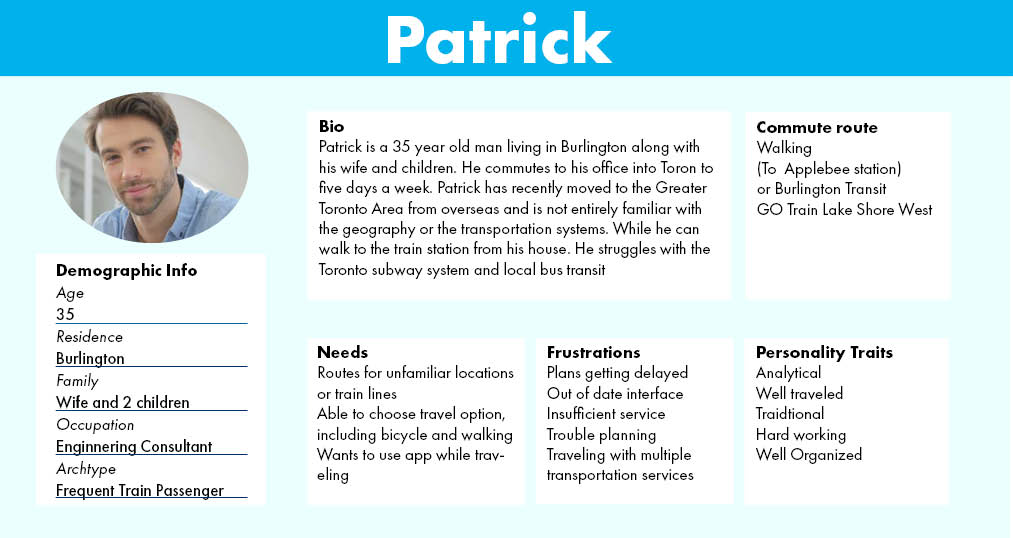 Patrick
Demographic Info
Age
35
Residence
Burlington
Family
Wife and 2 children
Occupation
Enginnering Consultant
Archtype
Frequent Train Passenger
Bio
Patrick is a 35 year old man living in Burlington along with
his wife and children. He commutes to his office into Toron to
five days a week. Patrick has recently moved to the Greater
Toronto Area from overseas and is not entirely familiar with
the geography or the transportation systems. While he can
walk to the train station from his house. He struggles with the
Toronto subway system and local bus transit
Commute route
Walking
(To  Applebee station)
or Burlington Transit
GO Train Lake Shore West
Needs
Routes for unfamiliar locations
or train lines
Able to choose travel option,
including bicycle and walking
Wants to use app while trav-
eling
Frustrations
Plans getting delayed
Out of date interface
Insufficient service
Trouble planning
Traveling with multiple
transportation services
Personality Traits
Analytical
Well traveled
Traidtional
Hard working
Well Organized